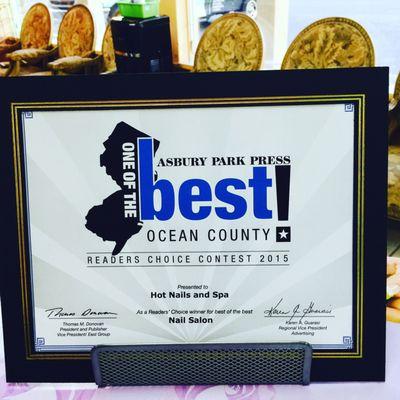 ONE OF THE
ASBURY PARK PRESS
best!
OCEAN COUNTY
READERS CHOICE CONTEST 2015
Presented to
Hot Nails and Spa
As a Readers' Choice winner for best of the best
Nail Salon
Thomas Donovan
Thomas M. Donovan
President and Publisher
Vice President/ East Group
Karen A. Guarasi
Regional Vice President
Advertising